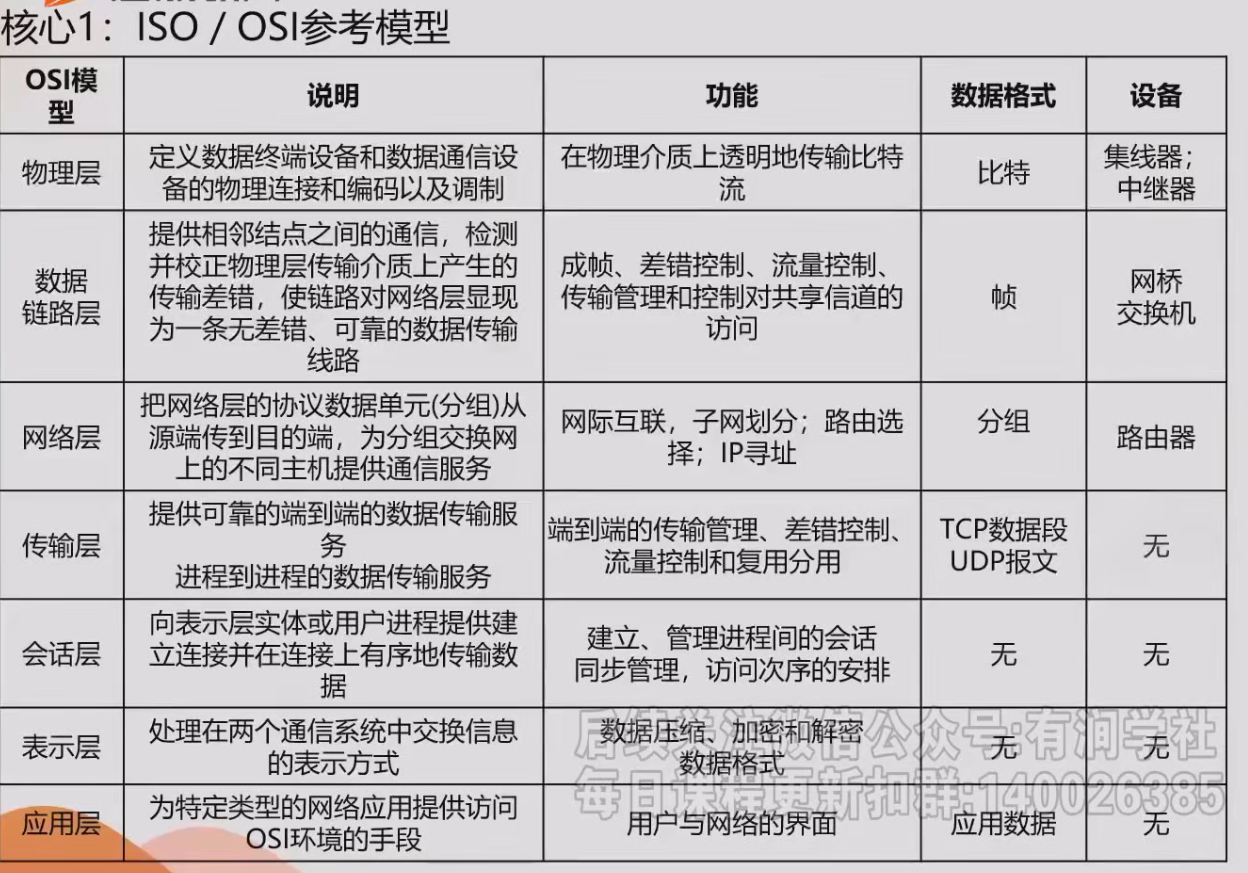 核心1：ISO / OSI参考模型
OSI模
型
说明
功能
数据格式
设备
物理层
定义数据终端设备和数据通信设
备的物理连接和编码以及调制
在物理介质上透明地传输比特
流
比特
集线器；
中继器
数据
链路层
提供相邻结点之间的通信，检测
并校正物理层传输介质上产生的
传输差错，使链路对网络层显现
为一条无差错、可靠的数据传输
线路
成帧、差错控制、流量控制、
传输管理和控制对共享信道的
访问
帧
网桥
交换机
网络层
把网络层的协议数据单元(分组)从
源端传到目的端，为分组交换网
上的不同主机提供通信服务
网际互联，子网划分；路由选
择；IP寻址
分组
路由器
传输层
提供可靠的端到端的数据传输服
务
进程到进程的数据传输服务
端到端的传输管理、差错控制、
流量控制和复用分用
TCP数据段
UDP报文
无
会话层
向表示层实体或用户进程提供建
立连接并在连接上有序地传输数
据
建立、管理进程间的会话
同步管理，访问次序的安排
无
无
表示层
处理在两个通信系统中交换信息
的表示方式
数据压缩、加密和解密
数据格式
无
无
应用层
为特定类型的网络应用提供访问
OSI环境的手段
用户与网络的界面
应用数据
无
后续关注微信公众号:有润学社
每日课程更新扣群:140026385